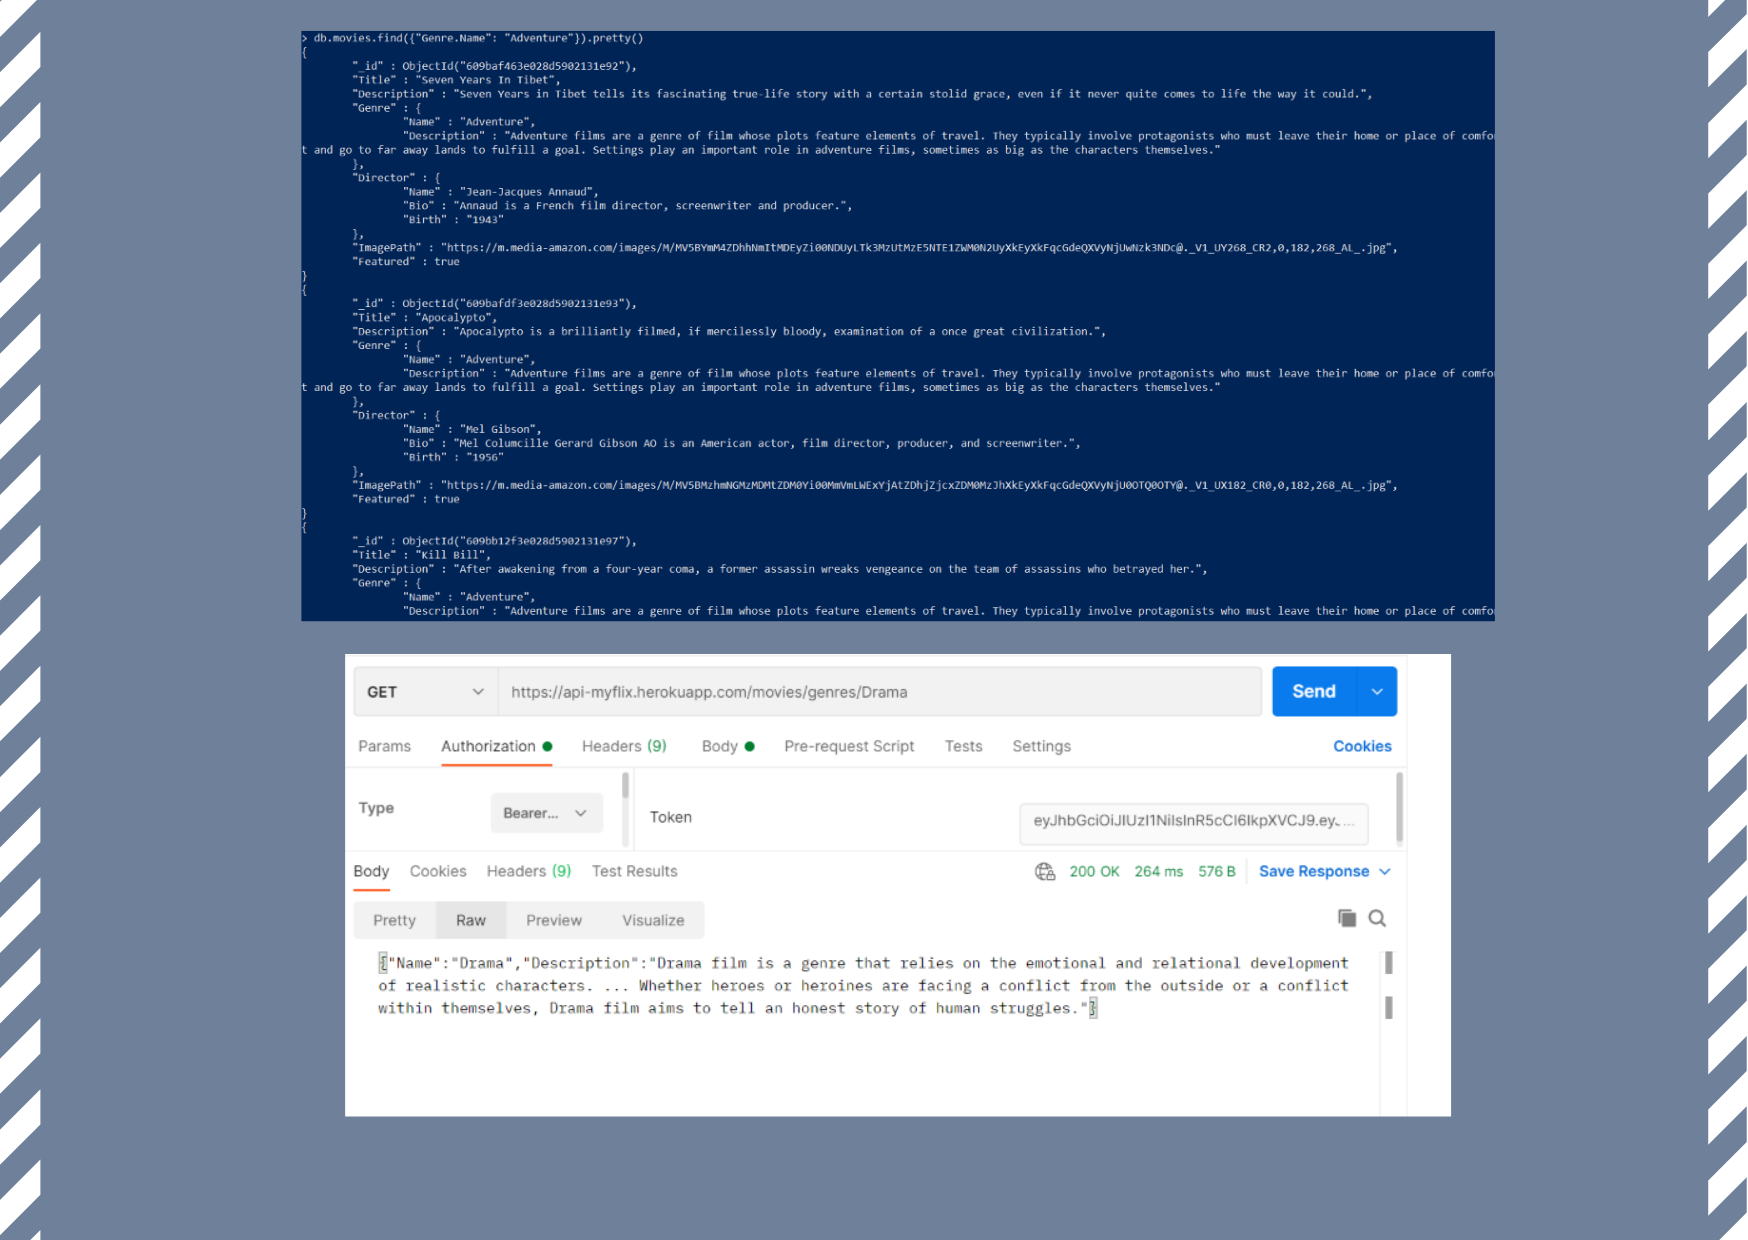 > db.movies.find({"Genre.Name": "Adventure"}).pretty()
{
"_id" : ObjectId("609baf463e028d5902131e92"),
"Title" : "Seven Years In Tibet",
"Description" : "Seven Years in Tibet tells its fascinating true-life story with a certain stolid grace, even if it never quite comes to life the way it could.",
"Genre" : {
"Name" : "Adventure",
"Description" : "Adventure films are a genre of film whose plots feature elements of travel. They typically involve protagonists who must leave their home or place of comfor
t and go to far away lands to fulfill a goal. Settings play an important role in adventure films, sometimes as big as the characters themselves."
},
"Director" : {
"Name" : "Jean-Jacques Annaud",
"Bio" : "Annaud is a French film director, screenwriter and producer.",
"Birth" : "1943"
},
"ImagePath" : "https://m.media-amazon.com/images/M/MV5BYmM4ZDhhNmItMDEyZi00NDUyLTk3MzUtMzE5NTE1ZWM0N2UyXkEyXkFqcGdeQXVyNjUwNzk3NDc@._V1_UY268_CR2,0,182,268_AL_.jpg",
"Featured" : true
}
{
"_id" : ObjectId("609bafdf3e028d5902131e93"),
"Title" : "Apocalypto",
"Description" : "Apocalypto is a brilliantly filmed, if mercilessly bloody, examination of a once great civilization.",
"Genre" : {
"Name" : "Adventure",
"Description" : "Adventure films are a genre of film whose plots feature elements of travel. They typically involve protagonists who must leave their home or place of comfor
t and go to far away lands to fulfill a goal. Settings play an important role in adventure films, sometimes as big as the characters themselves."
},
"Director" : {
"Name" : "Mel Gibson",
"Bio" : "Mel Columcille Gerard Gibson AO is an American actor, film director, producer, and screenwriter.",
"Birth" : "1956"
},
"ImagePath" : "https://m.media-amazon.com/images/M/MV5BMzhmNGMzMDMtZDM0Yi00MmVmLWExYjAtZDhjZjcxZDM0MzJhXkEyXkFqcGdeQXVyNjU0OTQ0OTY@._V1_UX182_CR0,0,182,268_AL_.jpg",
"Featured" : true
}
{
"_id" : ObjectId("609bb12f3e028d5902131e97"),
"Title" : "Kill Bill",
"Description" : "After awakening from a four-year coma, a former assassin wreaks vengeance on the team of assassins who betrayed her.",
"Genre" : {
"Name" : "Adventure",
"Description" : "Adventure films are a genre of film whose plots feature elements of travel. They typically involve protagonists who must leave their home or place of comfor
GET https://api-myflix.herokuapp.com/movies/genres/Drama Send
Params Authorization Headers (9) Body Pre-request Script Tests Settings Cookies
Type Bearer... Token eyJhbGciOiJIUzI1NiIsInR5cCI6IkpXVCJ9.ey...
Body Cookies Headers (9) Test Results 200 OK 264 ms 576 B Save Response
Pretty Raw Preview Visualize
{"Name":"Drama","Description":"Drama film is a genre that relies on the emotional and relational development
of realistic characters. ... Whether heroes or heroines are facing a conflict from the outside or a conflict
within themselves, Drama film aims to tell an honest story of human struggles."}